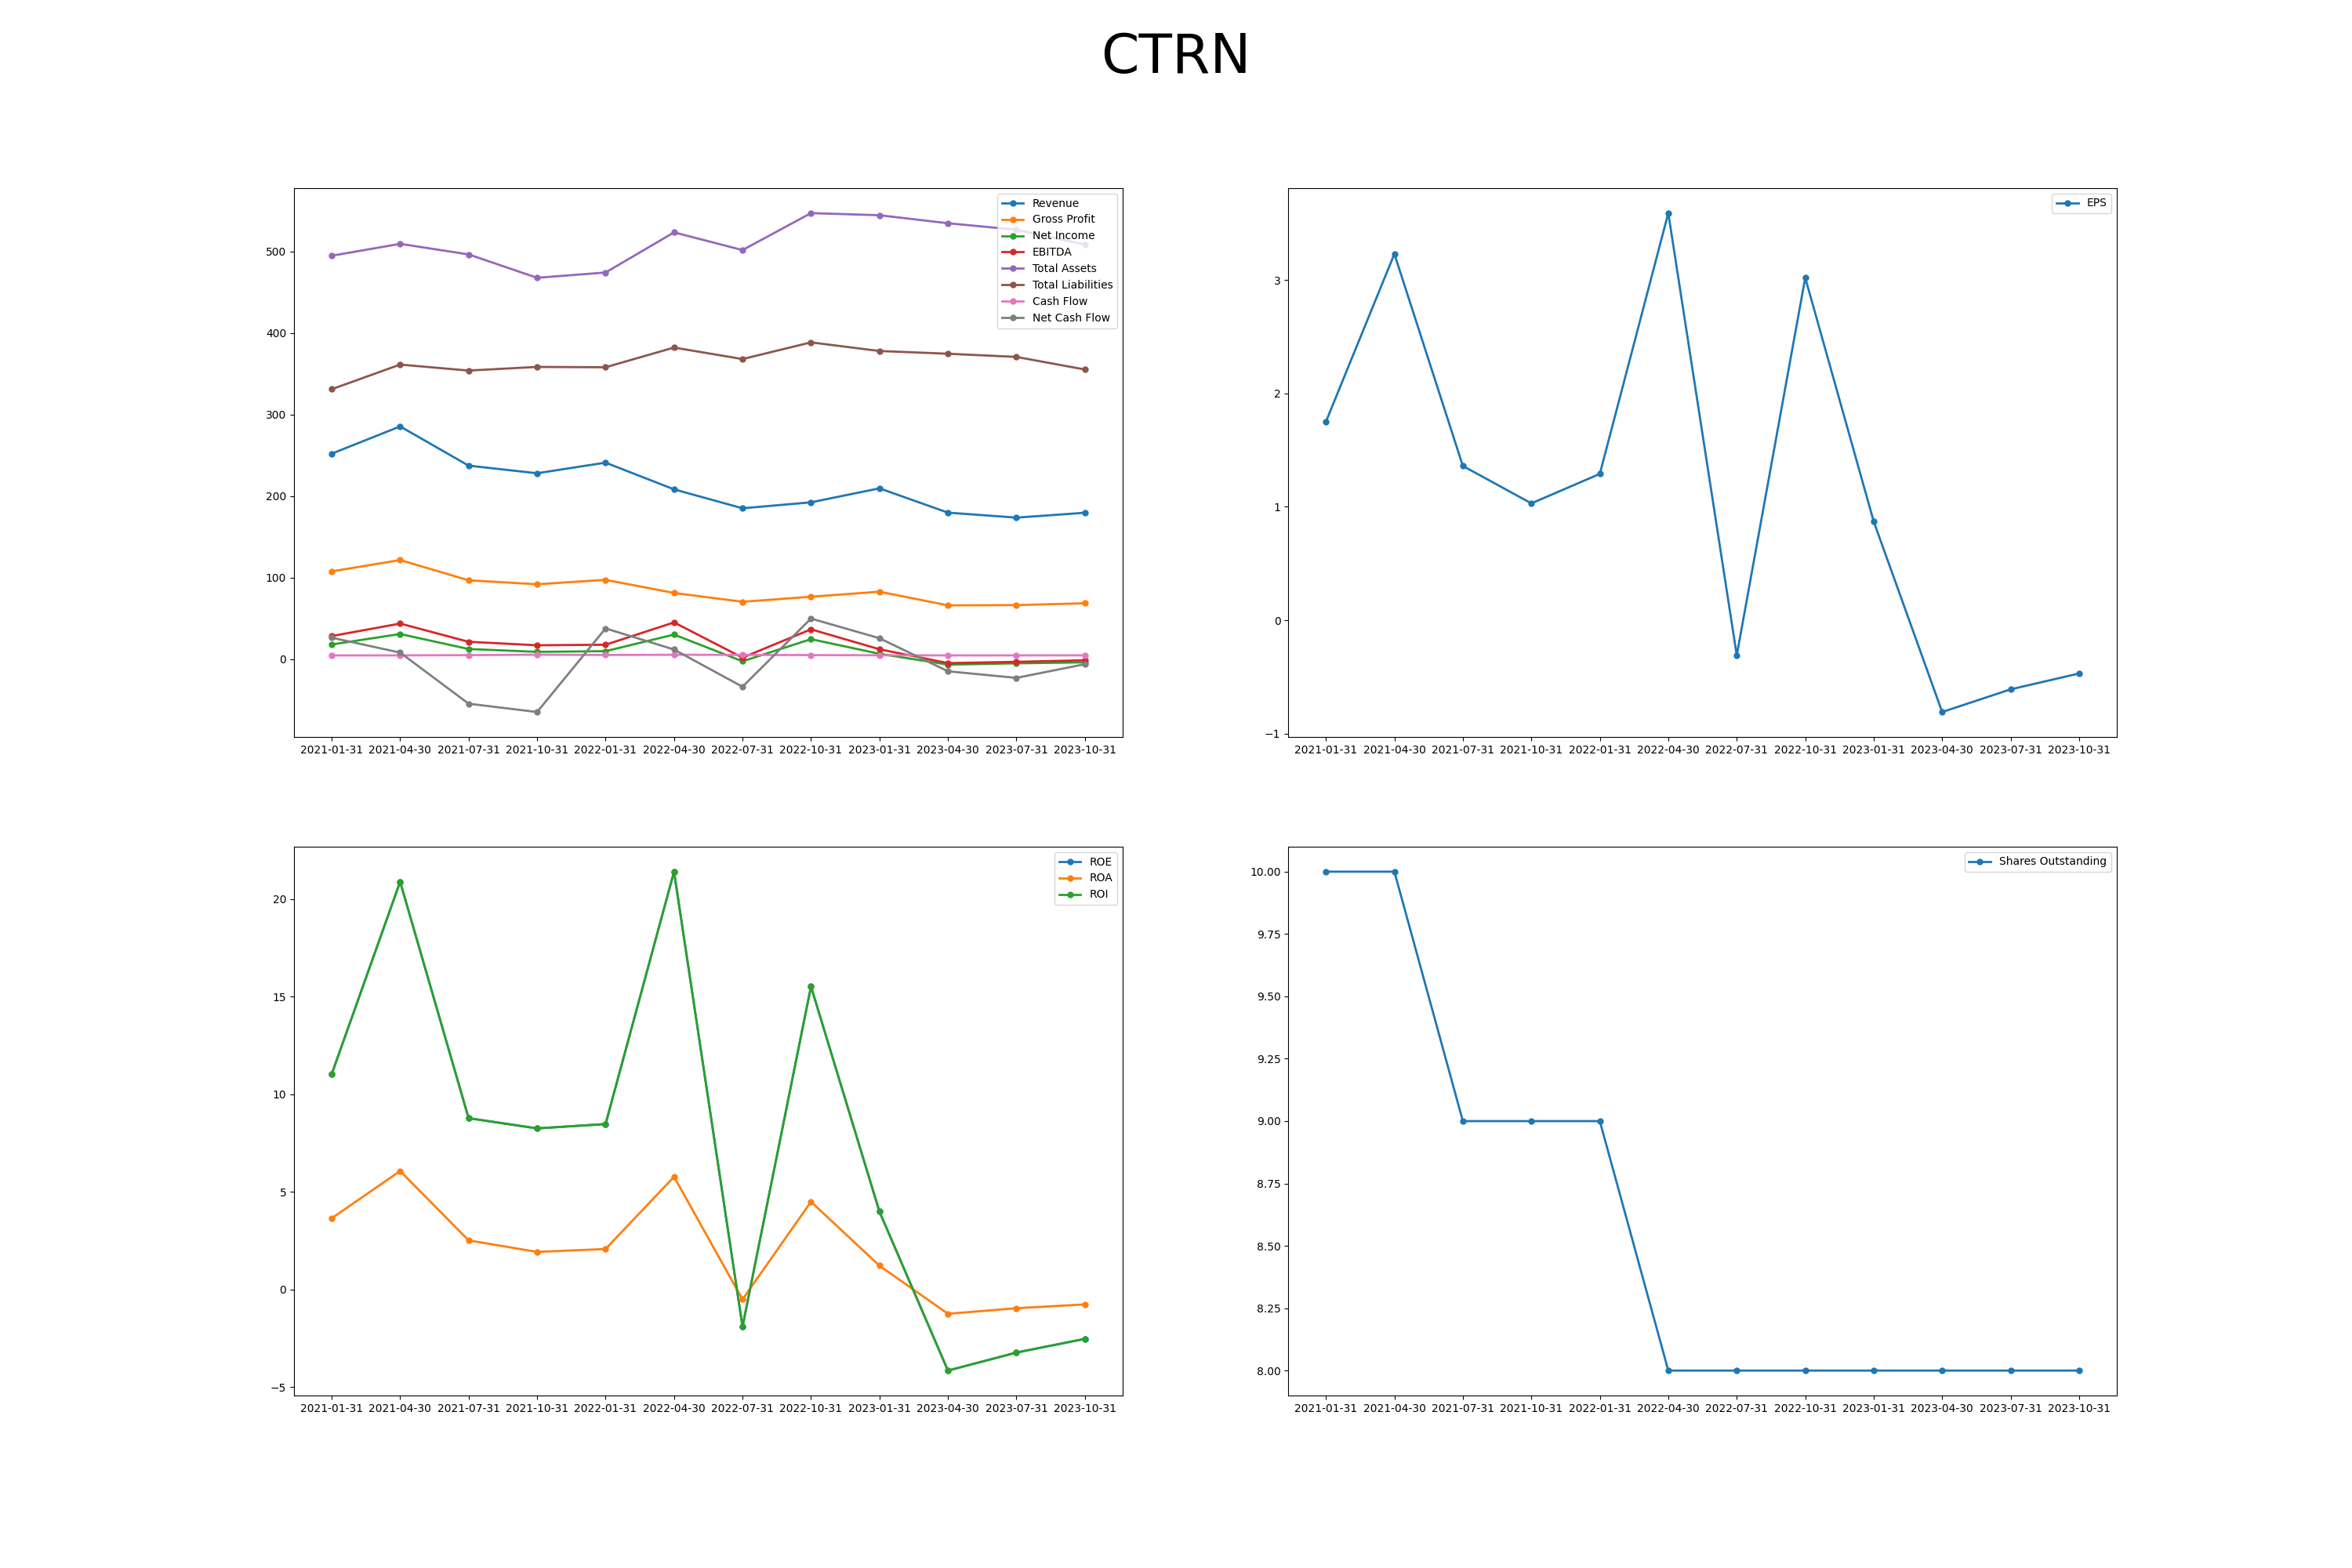 CTRN
500
400
300
200
100
0
2021-01-31 2021-04-30 2021-07-31 2021-10-31 2022-01-31 2022-04-30 2022-07-31 2022-10-31 2023-01-31 2023-04-30 2023-07-31 2023-10-31
Revenue
Gross Profit
Net Income
EBITDA
Total Assets
Total Liabilities
Cash Flow
Net Cash Flow
3
2
1
0
−1
2021-01-31 2021-04-30 2021-07-31 2021-10-31 2022-01-31 2022-04-30 2022-07-31 2022-10-31 2023-01-31 2023-04-30 2023-07-31 2023-10-31
EPS
20
15
10
5
0
−5
2021-01-31 2021-04-30 2021-07-31 2021-10-31 2022-01-31 2022-04-30 2022-07-31 2022-10-31 2023-01-31 2023-04-30 2023-07-31 2023-10-31
ROE
ROA
ROI
10.00
9.75
9.50
9.25
9.00
8.75
8.50
8.25
8.00
2021-01-31 2021-04-30 2021-07-31 2021-10-31 2022-01-31 2022-04-30 2022-07-31 2022-10-31 2023-01-31 2023-04-30 2023-07-31 2023-10-31
Shares Outstanding